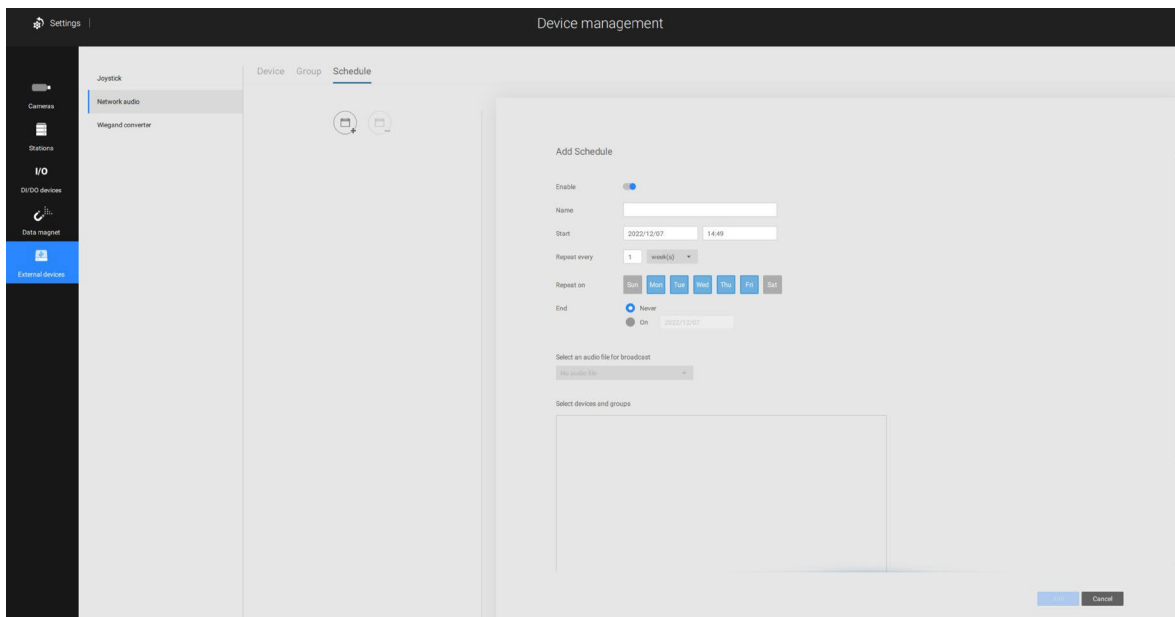 Settings
Device management
Cameras
Stations
I/O
DI/DO devices
Data magnet
External devices
Joystick
Network audio
Wiegand converter
Device Group Schedule
Add Schedule
Enable
Name
Start 2022/12/07 14:49
Repeat every 1 week(s)
Repeat on Sun Mon Tue Wed Thu Fri Sat
End Never
On 2022/12/07
Select an audio file for broadcast
No audio file
Select devices and groups
Add Cancel